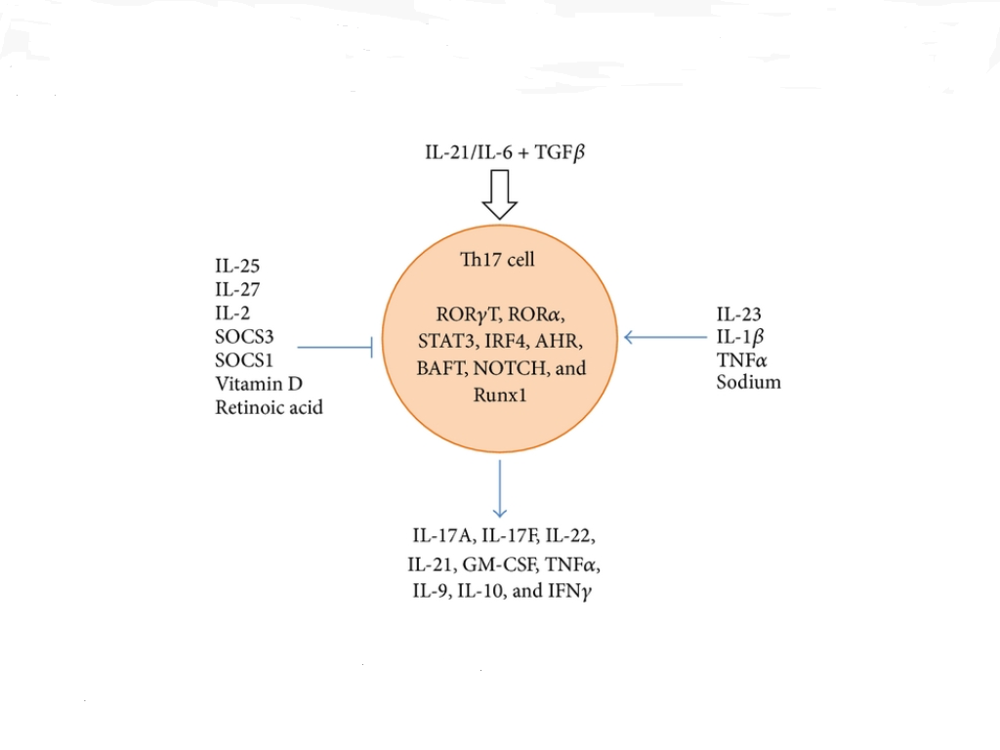 IL-21/IL-6 + TGFβ
Th17 cell
RORγT, RORα,
STAT3, IRF4, AHR,
BAFT, NOTCH, and
Runx1
IL-25
IL-27
IL-2
SOCS3
SOCS1
Vitamin D
Retinoic acid
IL-23
IL-1β
TNFα
Sodium
IL-17A, IL-17F, IL-22,
IL-21, GM-CSF, TNFα,
IL-9, IL-10, and IFNγ